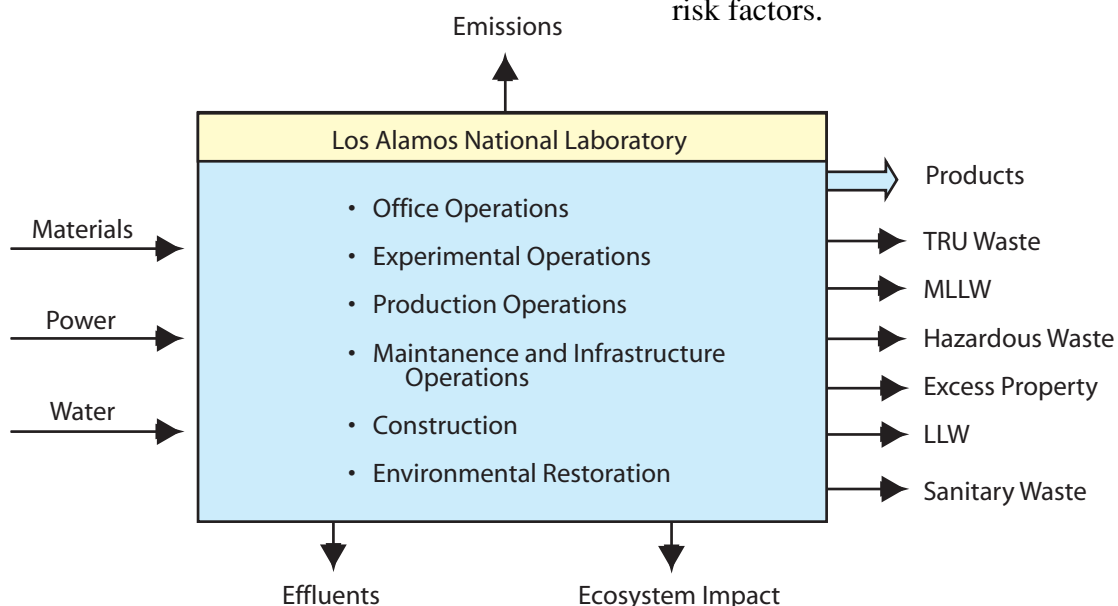 risk factors.
Emissions
Los Alamos National Laboratory
Materials
Power
Water
• Office Operations
• Experimental Operations
• Production Operations
• Maintanence and Infrastructure
Operations
• Construction
• Environmental Restoration
Products
TRU Waste
MLLW
Hazardous Waste
Excess Property
LLW
Sanitary Waste
Effluents
Ecosystem Impact